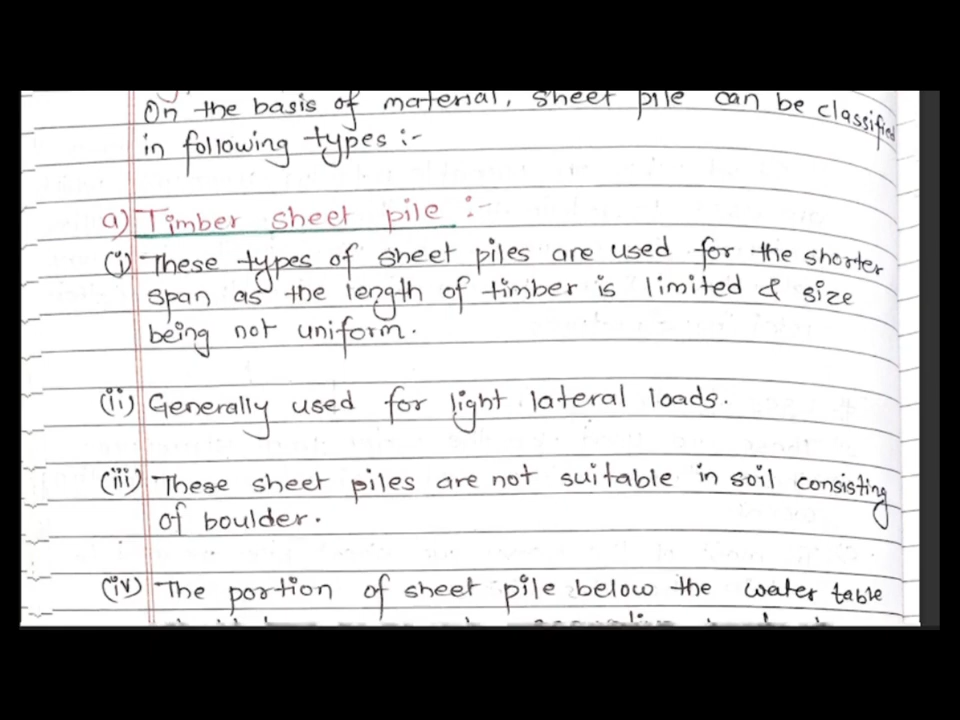 On the basis of material, sheet pile can be classified
in following types :-
a) Timber sheet pile :-
(i) These types of sheet piles are used for the shorter
span as the length of timber is limited & size
being not uniform.
(ii) Generally used for light lateral loads.
(iii) These sheet piles are not suitable in soil consisting
of boulder.
(iv) The portion of sheet pile below the water table